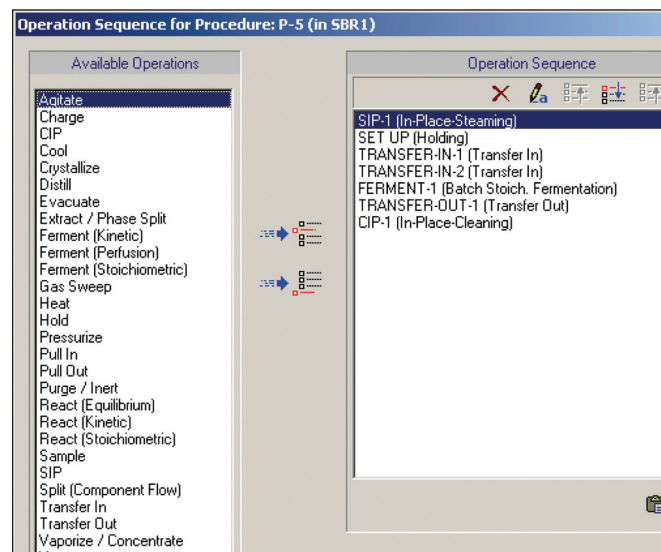 Operation Sequence for Procedure: P-5 (in SBR1)
Available Operations
Agitate
Charge
CIP
Cool
Crystallize
Distill
Evacuate
Extract / Phase Split
Ferment (Kinetic)
Ferment (Perfusion)
Ferment (Stoichiometric)
Gas Sweep
Heat
Hold
Pressurize
Pull In
Pull Out
Purge / Inert
React (Equilibrium)
React (Kinetic)
React (Stoichiometric)
Sample
SIP
Split (Component Flow)
Transfer In
Transfer Out
Vaporize / Concentrate
Operation Sequence
SIP-1 (In-Place-Steaming)
SET UP (Holding)
TRANSFER-IN-1 (Transfer In)
TRANSFER-IN-2 (Transfer In)
FERMENT-1 (Batch Stoich. Fermentation)
TRANSFER-OUT-1 (Transfer Out)
CIP-1 (In-Place-Cleaning)